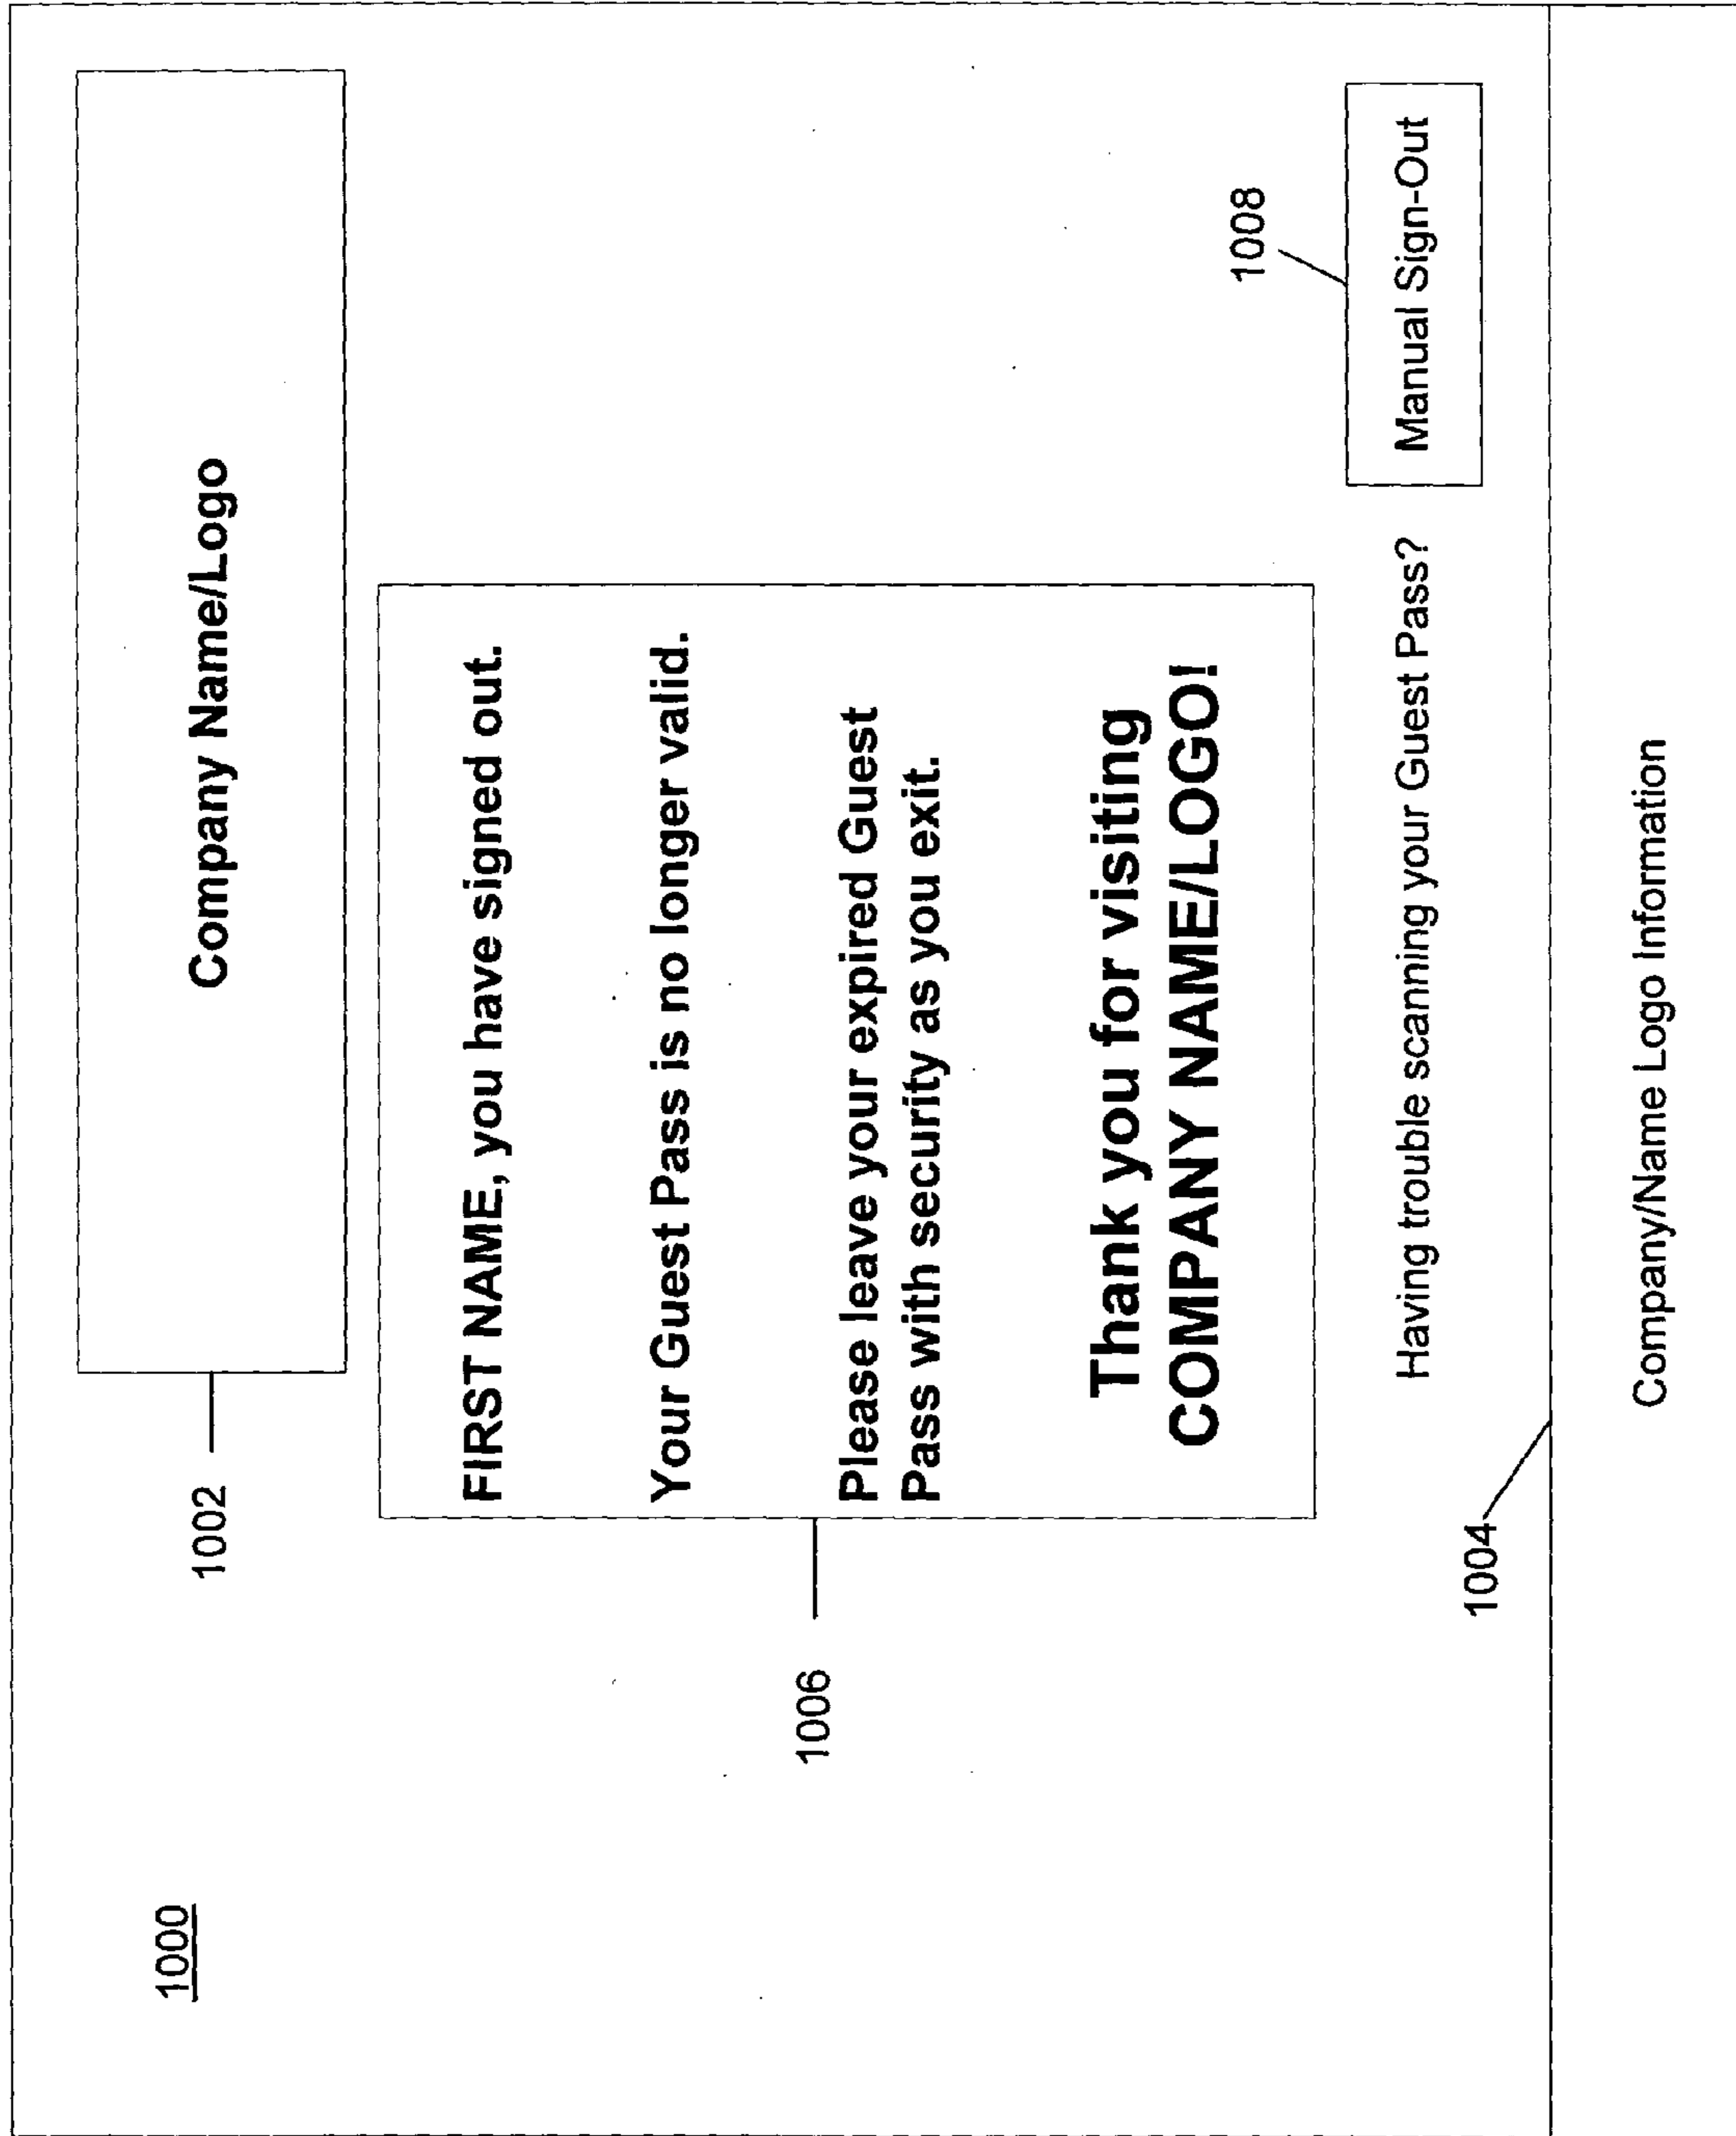 1000
1002
Company Name/Logo
FIRST NAME, you have signed out.
Your Guest Pass is no longer valid.
1006
Please leave your expired Guest
Pass with security as you exit.
Thank you for visiting
COMPANY NAME/LOGO!
1008
Having trouble scanning your Guest Pass?
Manual Sign-Out
1004
Company/Name Logo Information